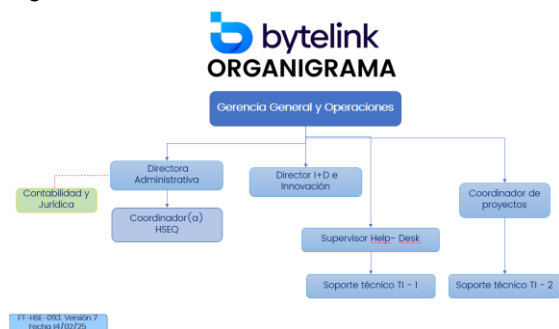 bytelink
ORGANIGRAMA
Gerencia General y Operaciones
Directora
Administrativa
Director I+D e
Innovación
Coordinador de
proyectos
Contabilidad y
Jurídica
Coordinador(a)
HSEQ
Supervisor Help- Desk
Soporte técnico TI - 1
Soporte técnico TI - 2
FT-HSE-093, Versión 7
Fecha 14/02/25